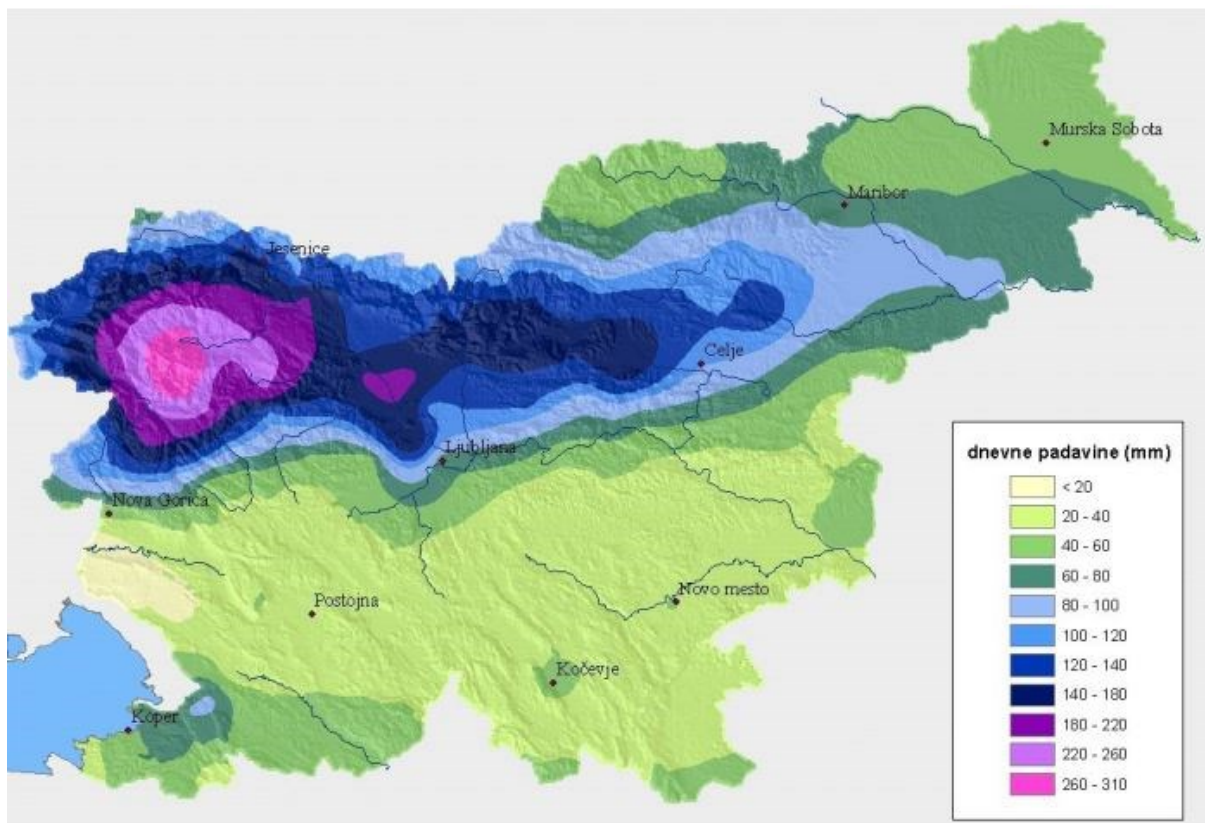 Murska Sobota
Maribor
Jesenice
Celje
Ljubljana
Nova Gorica
Postojna
Novo mesto
Kočevje
Koper
dnevne padavine (mm)
< 20
20 - 40
40 - 60
60 - 80
80 - 100
100 - 120
120 - 140
140 - 180
180 - 220
220 - 260
260 - 310